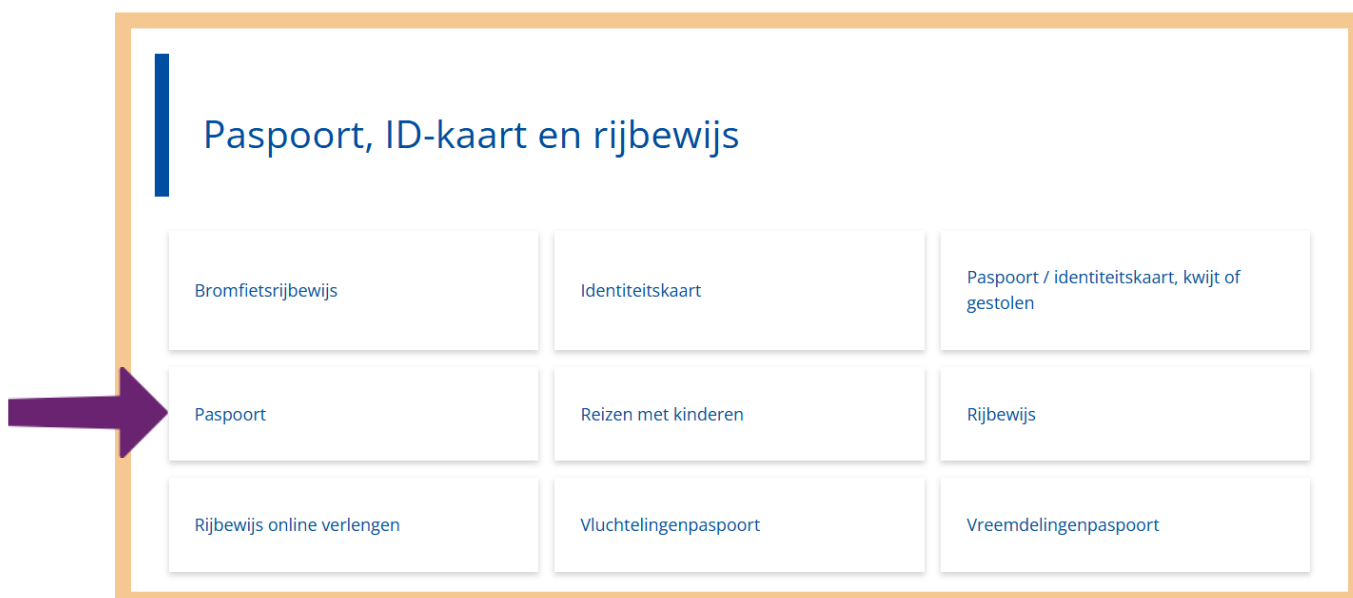 Paspoort, ID-kaart en rijbewijs
Bromfietsrijbewijs
Identiteitskaart
Paspoort / identiteitskaart, kwijt of
gestolen
Paspoort
Reizen met kinderen
Rijbewijs
Rijbewijs online verlengen
Vluchtelingenpaspoort
Vreemdelingenpaspoort